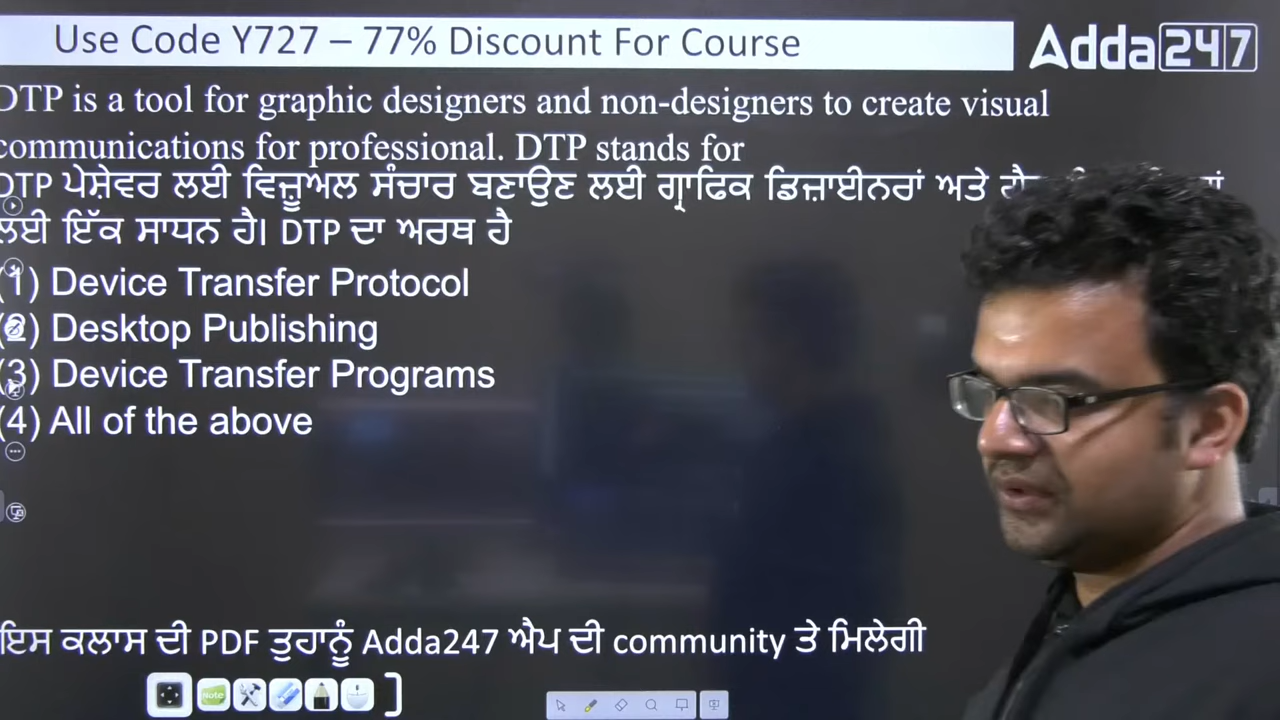 Use Code Y727 – 77% Discount For Course
Adda247
DTP is a tool for graphic designers and non-designers to create visual
communications for professional. DTP stands for
DTP ਪੇਸ਼ੇਵਰ ਲਈ ਵਿਜ਼ੂਅਲ ਸੰਚਾਰ ਬਣਾਉਣ ਲਈ ਗ੍ਰਾਫਿਕ ਡਿਜ਼ਾਈਨਰਾਂ ਅਤੇ
ਲਈ ਇੱਕ ਸਾਧਨ ਹੈ। DTP ਦਾ ਅਰਥ ਹੈ
(1) Device Transfer Protocol
(2) Desktop Publishing
(3) Device Transfer Programs
(4) All of the above
ਇਸ ਕਲਾਸ ਦੀ PDF ਤੁਹਾਨੂੰ Adda247 ਐਪ ਦੀ community ਤੇ ਮਿਲੇਗੀ
Note